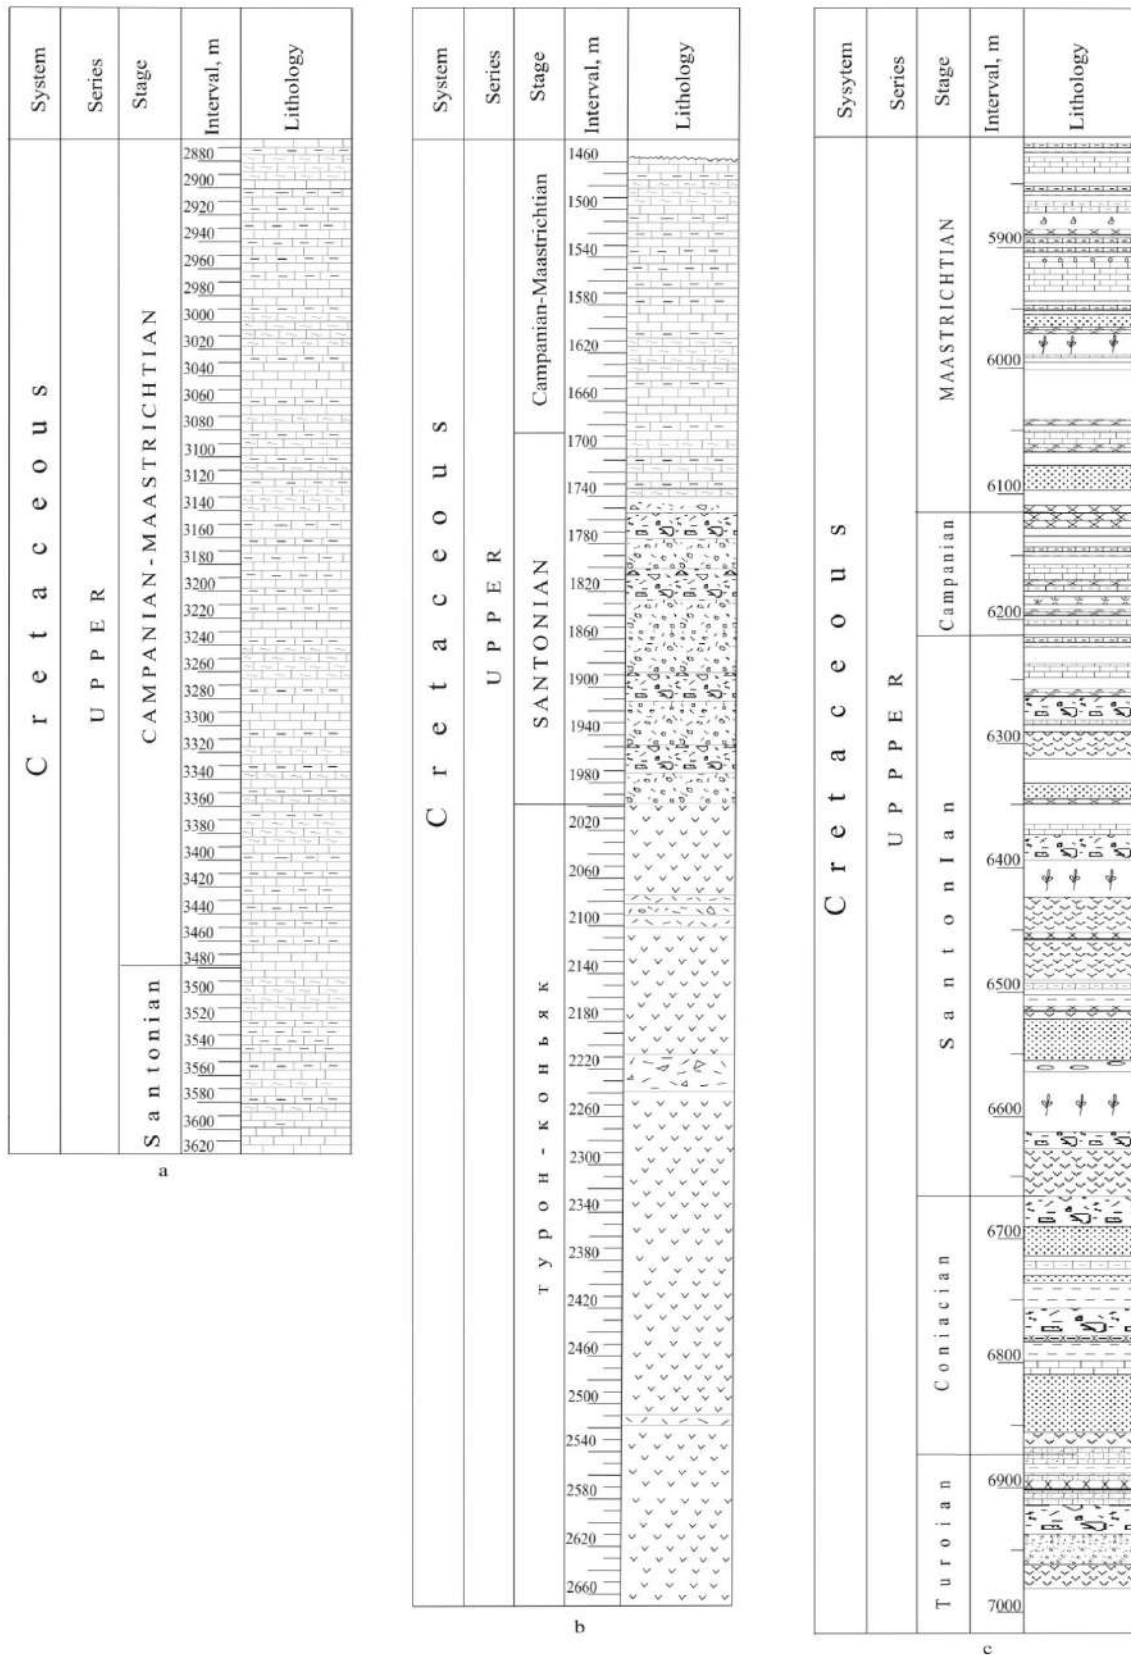 System
Series
Stage
Interval, m
Lithology
Cretaceous
UPPER
CAMPANIAN-MAASTRICHTIAN
Santonian
2880
2900
2920
2940
2960
2980
3000
3020
3040
3060
3080
3100
3120
3140
3160
3180
3200
3220
3240
3260
3280
3300
3320
3340
3360
3380
3400
3420
3440
3460
3480
3500
3520
3540
3560
3580
3600
3620
a
System
Series
Stage
Interval, m
Lithology
Cretaceous
UPPER
Campanian-Maastrichtian
SANTONIAN
турон-коньяк
1460
1500
1540
1580
1620
1660
1700
1740
1780
1820
1860
1900
1940
1980
2020
2060
2100
2140
2180
2220
2260
2300
2340
2380
2420
2460
2500
2540
2580
2620
2660
b
Sysytem
Series
Stage
Interval, m
Lithology
Cretaceous
UPPPER
MAASTRICHTIAN
Campanian
SantonIan
Coniacian
Turoian
5900
6000
6100
6200
6300
6400
6500
6600
6700
6800
6900
7000
c